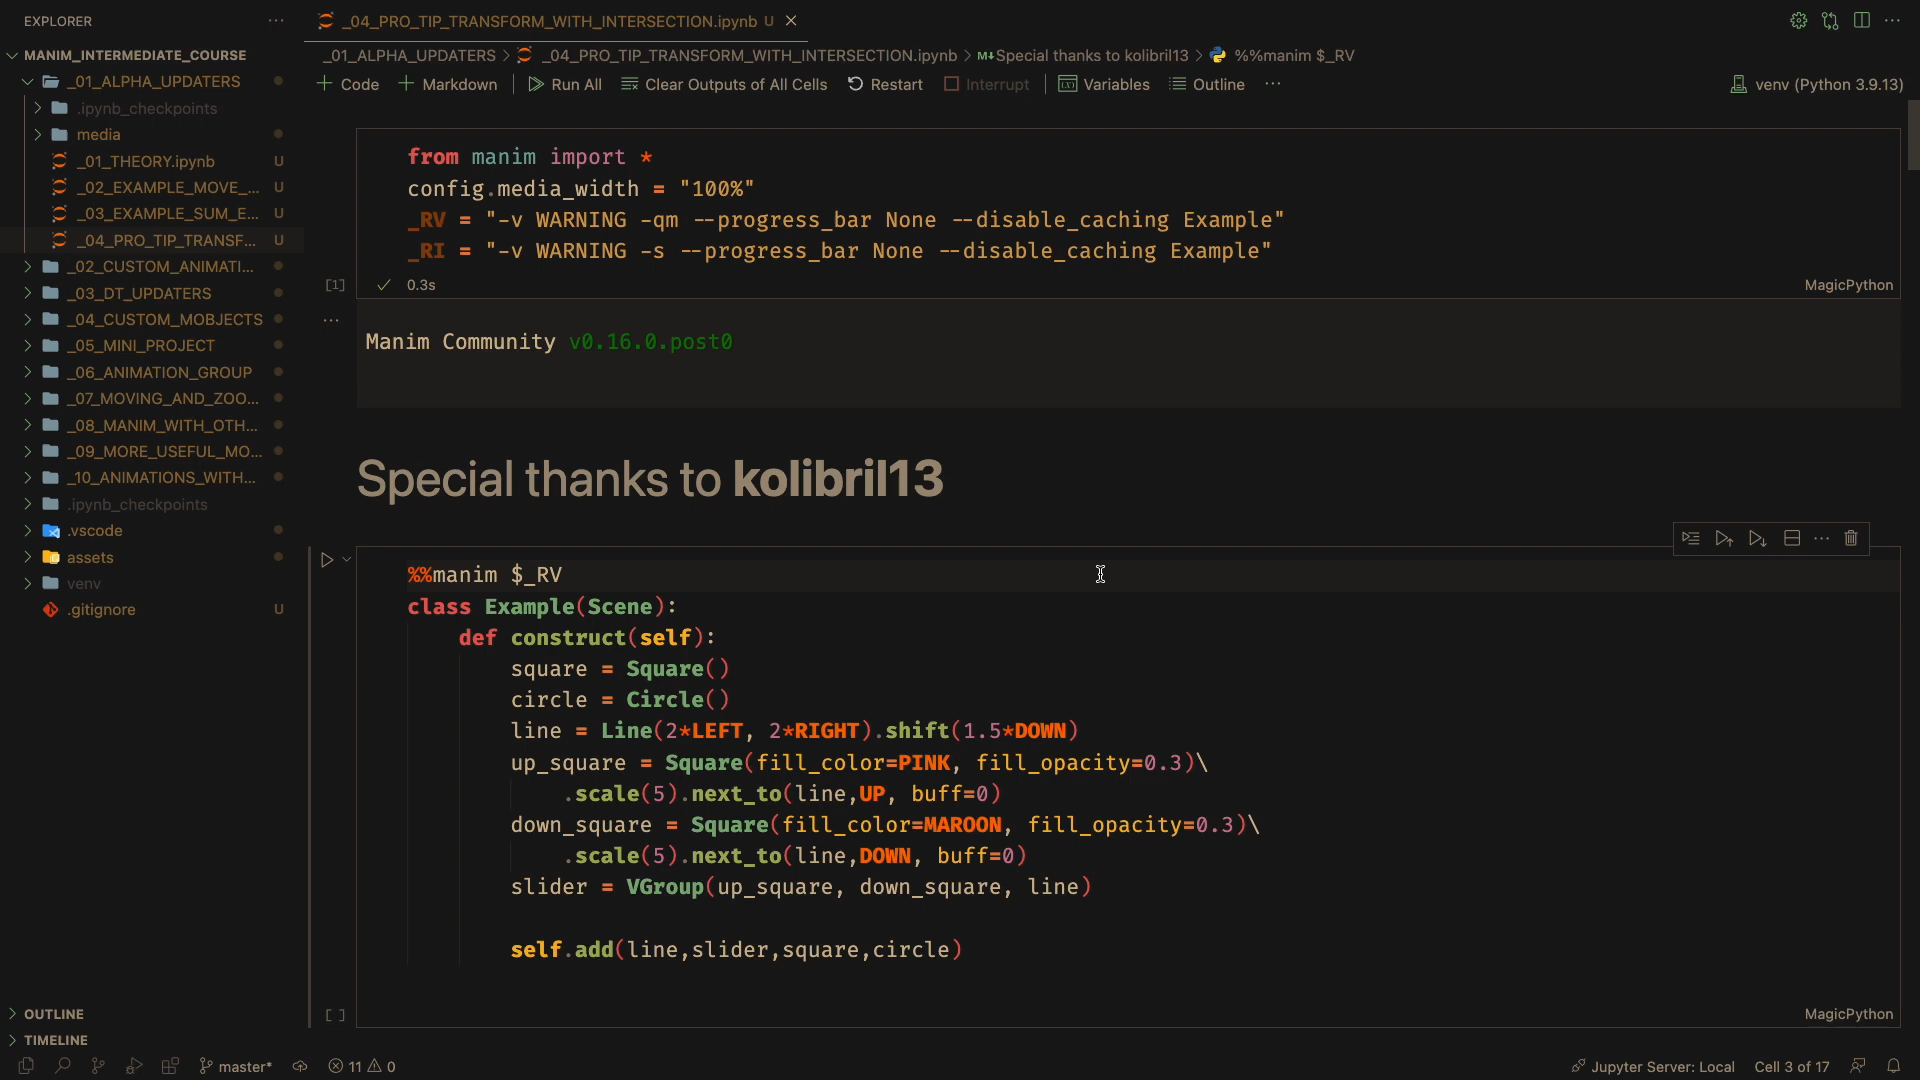 EXPLORER
MANIM_INTERMEDIATE_COURSE
_01_ALPHA_UPDATERS
.ipynb_checkpoints
media
_01_THEORY.ipynb U
_02_EXAMPLE_MOVE_... U
_03_EXAMPLE_SUM_E... U
_04_PRO_TIP_TRANSF... U
_02_CUSTOM_ANIMATI...
_03_DT_UPDATERS
_04_CUSTOM_MOBJECTS
_05_MINI_PROJECT
_06_ANIMATION_GROUP
_07_MOVING_AND_ZOO...
_08_MANIM_WITH_OTH...
_09_MORE_USEFUL_MO...
_10_ANIMATIONS_WITH...
.ipynb_checkpoints
.vscode
assets
venv
.gitignore U
OUTLINE
TIMELINE
_04_PRO_TIP_TRANSFORM_WITH_INTERSECTION.ipynb U
_01_ALPHA_UPDATERS > _04_PRO_TIP_TRANSFORM_WITH_INTERSECTION.ipynb > M↓Special thanks to kolibril13 > %%manim $_RV
+ Code + Markdown Run All Clear Outputs of All Cells Restart Interrupt Variables Outline ... venv (Python 3.9.13)
from manim import *
config.media_width = "100%"
_RV = "-v WARNING -qm --progress_bar None --disable_caching Example"
_RI = "-v WARNING -s --progress_bar None --disable_caching Example"
[1] ✓ 0.3s MagicPython
Manim Community v0.16.0.post0
Special thanks to kolibril13
%%manim $_RV
class Example(Scene):
    def construct(self):
        square = Square()
        circle = Circle()
        line = Line(2*LEFT, 2*RIGHT).shift(1.5*DOWN)
        up_square = Square(fill_color=PINK, fill_opacity=0.3)\
            .scale(5).next_to(line,UP, buff=0)
        down_square = Square(fill_color=MAROON, fill_opacity=0.3)\
            .scale(5).next_to(line,DOWN, buff=0)
        slider = VGroup(up_square, down_square, line)
        self.add(line,slider,square,circle)
[ ] MagicPython
master* 11 0 Jupyter Server: Local Cell 3 of 17